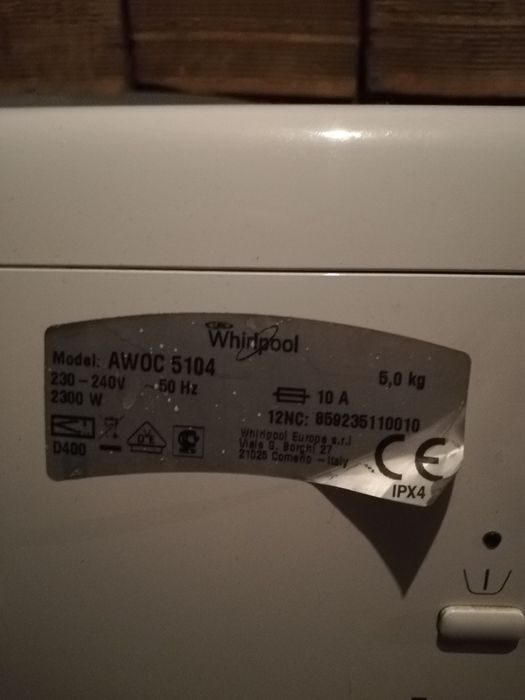 Whirlpool
Model: AWOC 5104
5,0 kg
230-240V ~50 Hz
2300 W
10 A
12NC: 859235110010
D400
Whirlpool Europe s.r.l
Viale G. Borghi 27
21025 Comerio - Italy
CE
IPX4